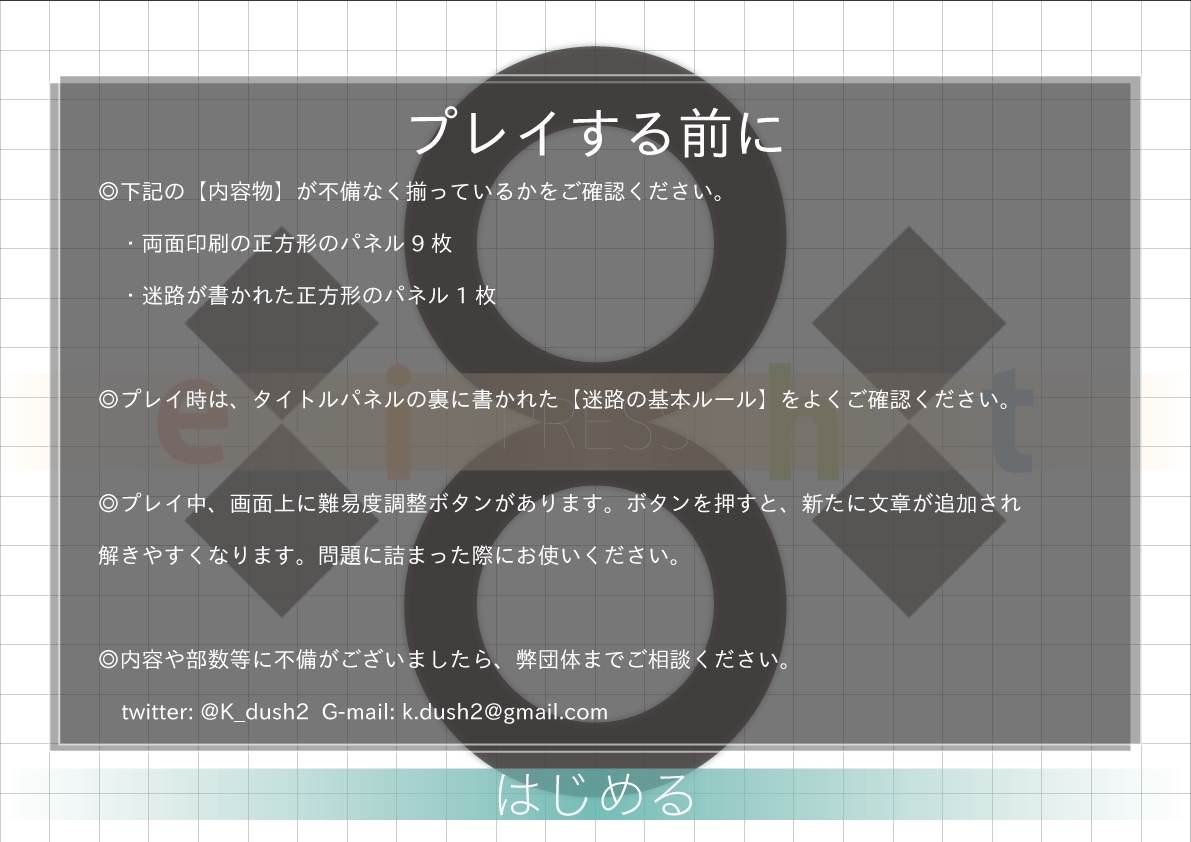 プレイする前に
◎下記の【内容物】が不備なく揃っているかをご確認ください。
・両面印刷の正方形のパネル 9 枚
・迷路が書かれた正方形のパネル 1 枚
◎プレイ時は、タイトルパネルの裏に書かれた【迷路の基本ルール】をよくご確認ください。
e i h t
PRESS
◎プレイ中、画面上に難易度調整ボタンがあります。ボタンを押すと、新たに文章が追加され
解きやすくなります。問題に詰まった際にお使いください。
◎内容や部数等に不備がございましたら、弊団体までご相談ください。
twitter: @K_dush2 G-mail: k.dush2@gmail.com
はじめる